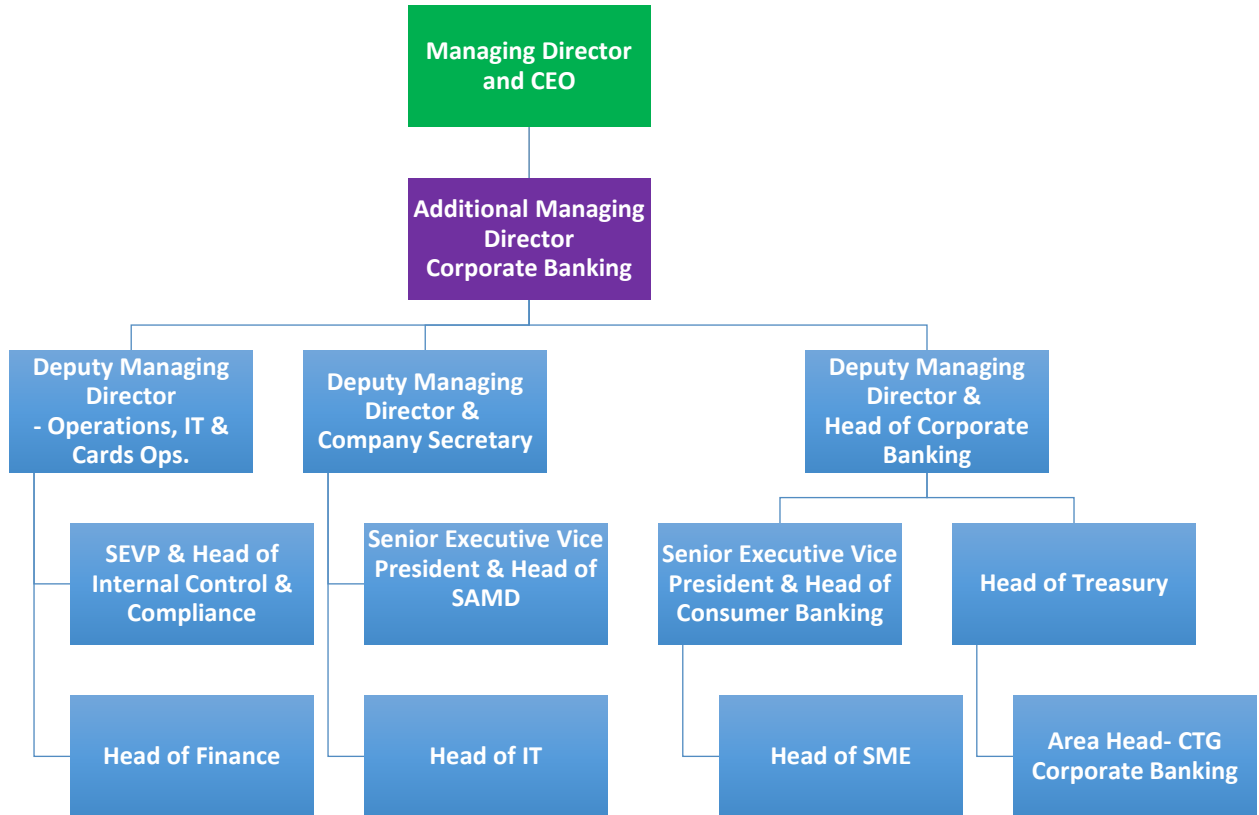 Managing Director
and CEO
Additional Managing
Director
Corporate Banking
Deputy Managing
Director
- Operations, IT &
Cards Ops.
Deputy Managing
Director &
Company Secretary
Deputy Managing
Director &
Head of Corporate
Banking
SEVP & Head of
Internal Control &
Compliance
Senior Executive Vice
President & Head of
SAMD
Senior Executive Vice
President & Head of
Consumer Banking
Head of Treasury
Head of Finance
Head of IT
Head of SME
Area Head- CTG
Corporate Banking